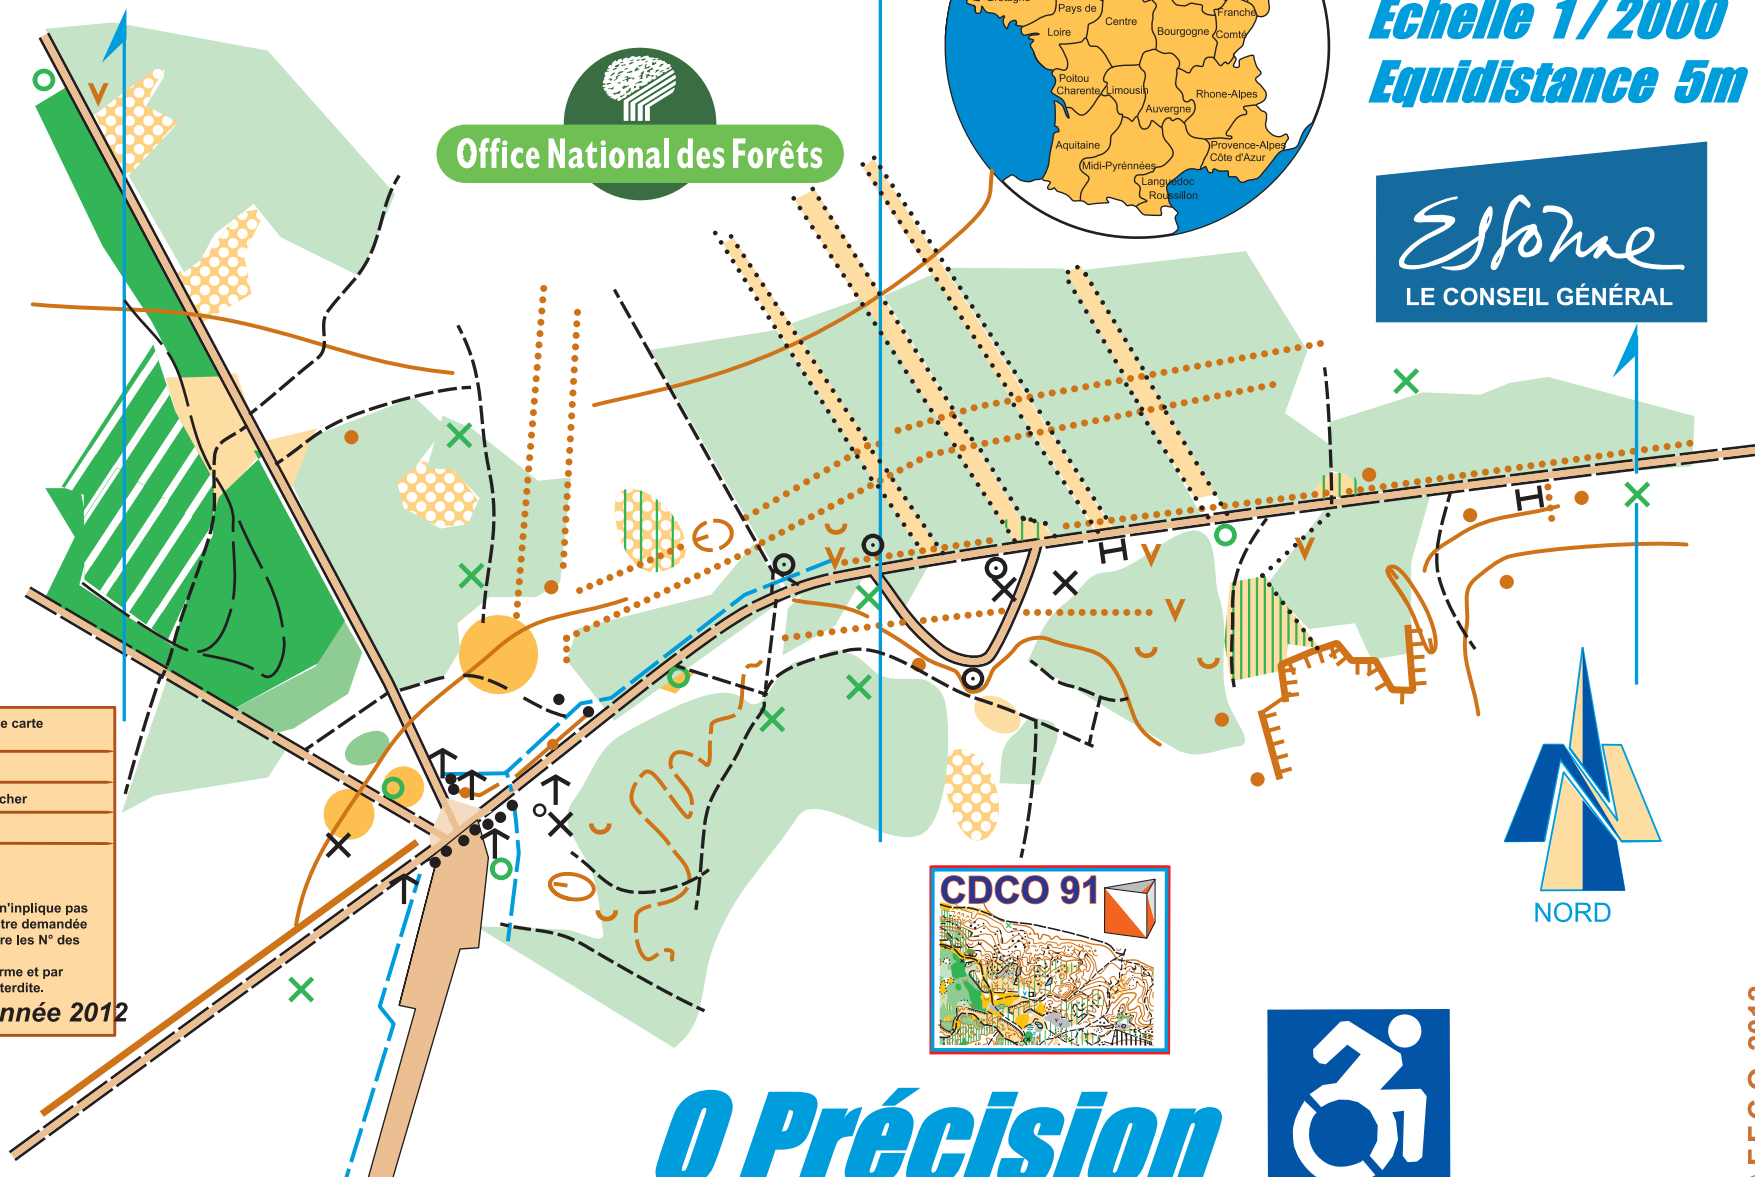 Pays de
Loire
Centre
Bourgogne
Franche
Comté
Poitou
Charente
Limousin
Auvergne
Rhone-Alpes
Aquitaine
Midi-Pyrénnées
Languedoc
Roussillon
Provence-Alpes
Côte d'Azur
Echelle 1/2000
Equidistance 5m
Office National des Forêts
Essonne
LE CONSEIL GÉNÉRAL
NORD
e carte
cher
n'inplique pas
tre demandée
re les N° des
rme et par
terdite.
nnée 2012
CDCO 91
O Précision